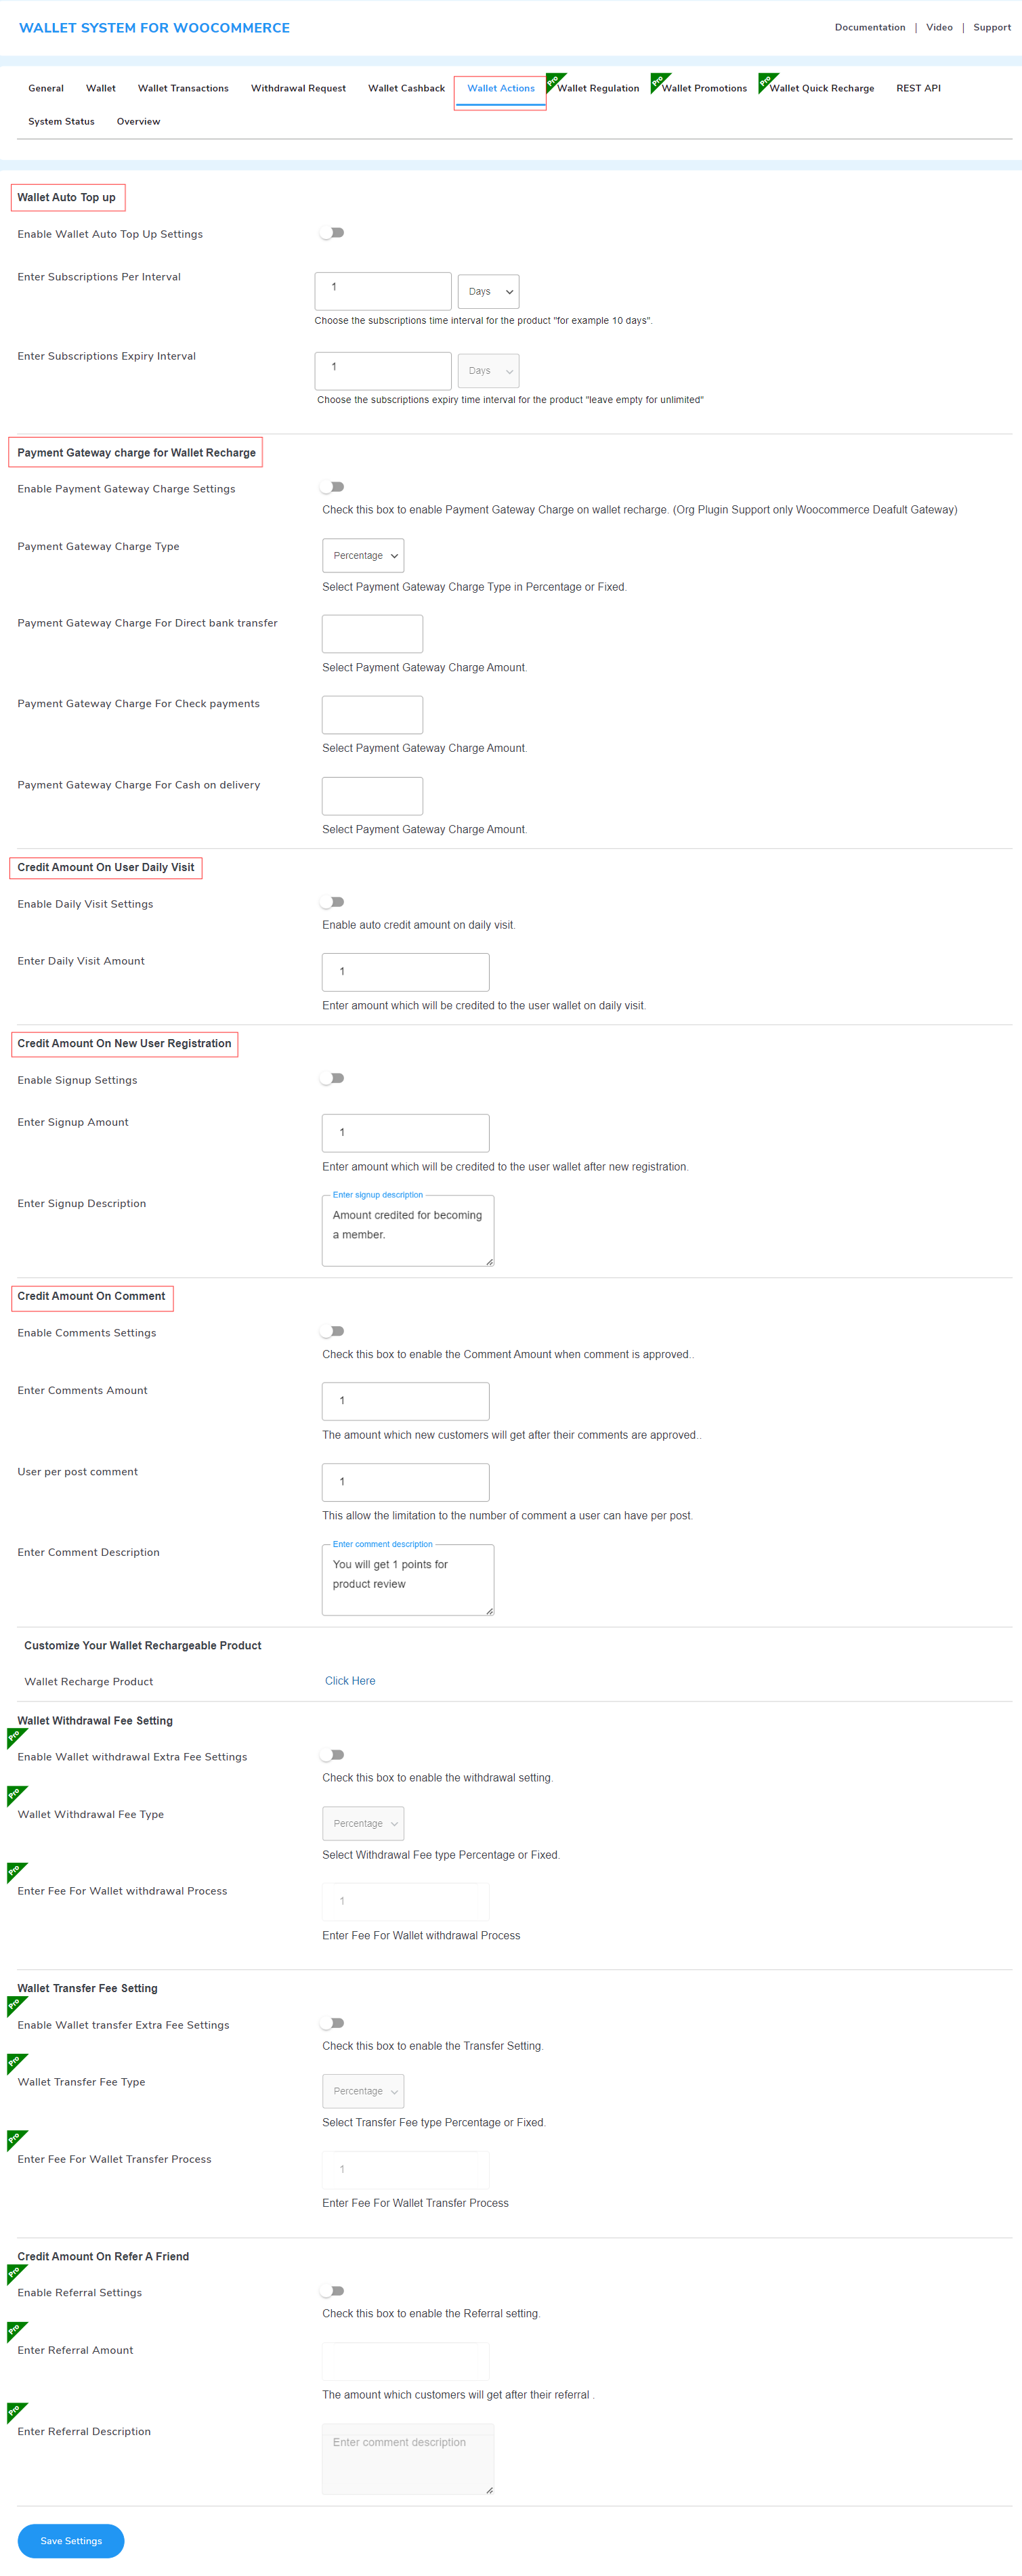 WALLET SYSTEM FOR WOOCOMMERCE
Documentation | Video | Support
General Wallet Wallet Transactions Withdrawal Request Wallet Cashback Wallet Actions Pro Wallet Regulation Pro Wallet Promotions Pro Wallet Quick Recharge REST API
System Status Overview
Wallet Auto Top up
Enable Wallet Auto Top Up Settings
Enter Subscriptions Per Interval
1 Days
Choose the subscriptions time interval for the product "for example 10 days".
Enter Subscriptions Expiry Interval
1 Days
Choose the subscriptions expiry time interval for the product "leave empty for unlimited"
Payment Gateway charge for Wallet Recharge
Enable Payment Gateway Charge Settings
Check this box to enable Payment Gateway Charge on wallet recharge. (Org Plugin Support only Woocommerce Deafult Gateway)
Payment Gateway Charge Type
Percentage
Select Payment Gateway Charge Type in Percentage or Fixed.
Payment Gateway Charge For Direct bank transfer
Select Payment Gateway Charge Amount.
Payment Gateway Charge For Check payments
Select Payment Gateway Charge Amount.
Payment Gateway Charge For Cash on delivery
Select Payment Gateway Charge Amount.
Credit Amount On User Daily Visit
Enable Daily Visit Settings
Enable auto credit amount on daily visit.
Enter Daily Visit Amount
1
Enter amount which will be credited to the user wallet on daily visit.
Credit Amount On New User Registration
Enable Signup Settings
Enter Signup Amount
1
Enter amount which will be credited to the user wallet after new registration.
Enter Signup Description
Enter signup description
Amount credited for becoming
a member.
Credit Amount On Comment
Enable Comments Settings
Check this box to enable the Comment Amount when comment is approved..
Enter Comments Amount
1
The amount which new customers will get after their comments are approved..
User per post comment
1
This allow the limitation to the number of comment a user can have per post.
Enter Comment Description
Enter comment description
You will get 1 points for
product review
Customize Your Wallet Rechargeable Product
Wallet Recharge Product Click Here
Wallet Withdrawal Fee Setting
Pro
Enable Wallet withdrawal Extra Fee Settings
Check this box to enable the withdrawal setting.
Pro
Wallet Withdrawal Fee Type
Percentage
Select Withdrawal Fee type Percentage or Fixed.
Pro
Enter Fee For Wallet withdrawal Process
1
Enter Fee For Wallet withdrawal Process
Wallet Transfer Fee Setting
Pro
Enable Wallet transfer Extra Fee Settings
Check this box to enable the Transfer Setting.
Pro
Wallet Transfer Fee Type
Percentage
Select Transfer Fee type Percentage or Fixed.
Pro
Enter Fee For Wallet Transfer Process
1
Enter Fee For Wallet Transfer Process
Credit Amount On Refer A Friend
Pro
Enable Referral Settings
Check this box to enable the Referral setting.
Pro
Enter Referral Amount
The amount which customers will get after their referral .
Pro
Enter Referral Description
Enter comment description
Save Settings